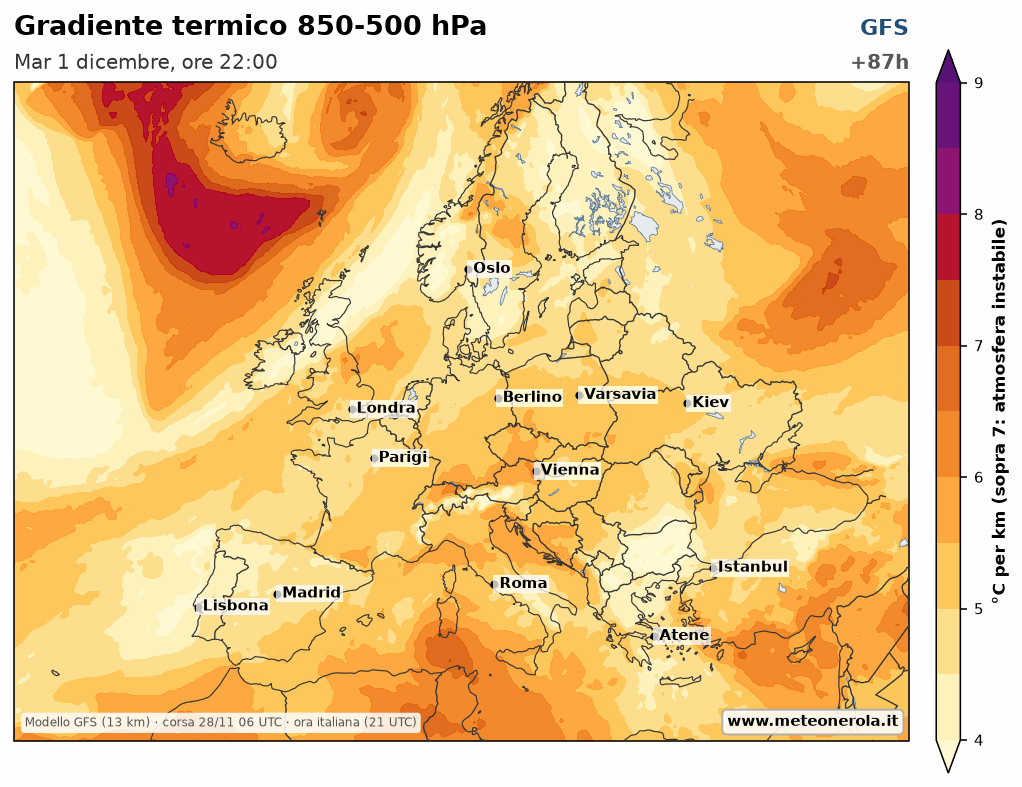 Gradiente termico 850-500 hPa
GFS
Mar 1 dicembre, ore 22:00
+87h
Oslo
Berlino
Varsavia
Londra
Kiev
Parigi
Vienna
Istanbul
Roma
Madrid
Lisbona
Atene
Modello GFS (13 km) · corsa 28/11 06 UTC · ora italiana (21 UTC)
www.meteonerola.it
9
8
7
6
5
4
°C per km (sopra 7: atmosfera instabile)